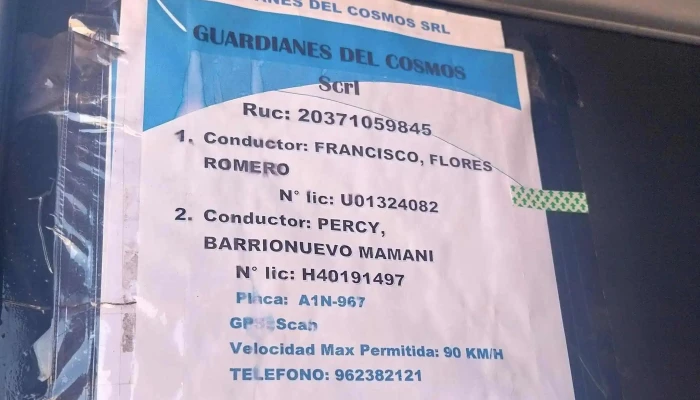 DIANES DEL COSMOS SRL
GUARDIANES DEL COSMOS
Scrl
Ruc: 20371059845
1. Conductor: FRANCISCO, FLORES
ROMERO
N° lic: U01324082
2. Conductor: PERCY,
BARRIONUEVO MAMANI
N° lic: H40191497
Placa: A1N-967
Velocidad Max Permitida: 90 KM/H
TELEFONO: 962382121